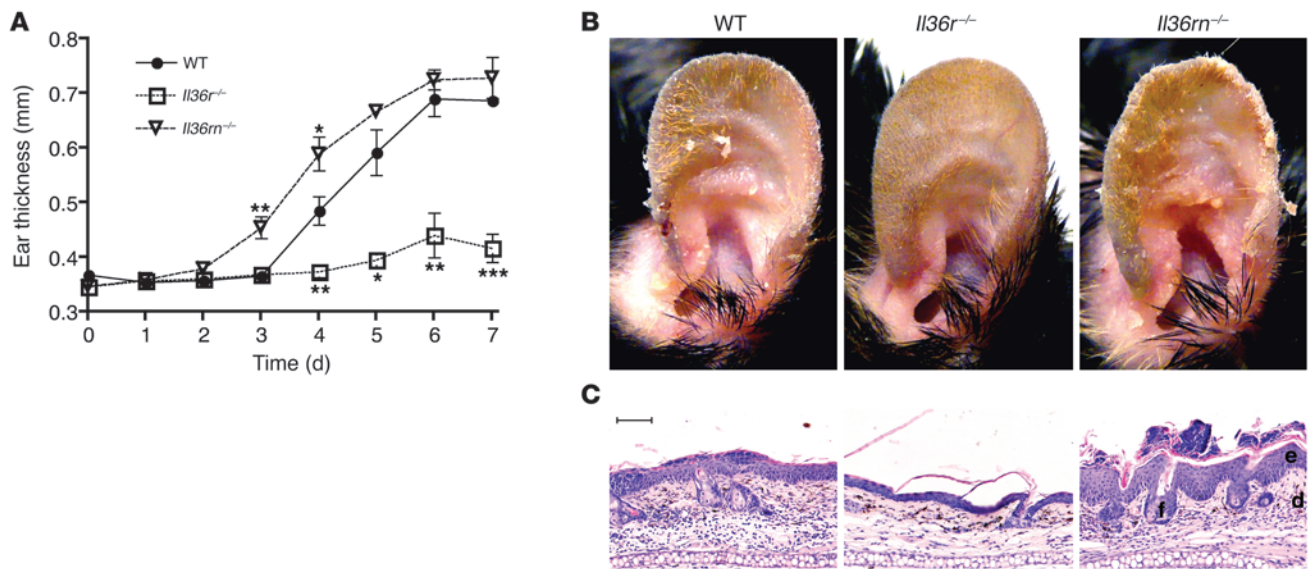 A
Ear thickness (mm)
0.8
0.7
0.6
0.5
0.4
0.3
WT
Il36r⁻/⁻
Il36rn⁻/⁻
**
*
**
*
**
***
0 1 2 3 4 5 6 7
Time (d)
B
WT Il36r⁻/⁻ Il36rn⁻/⁻
C
e
d
f